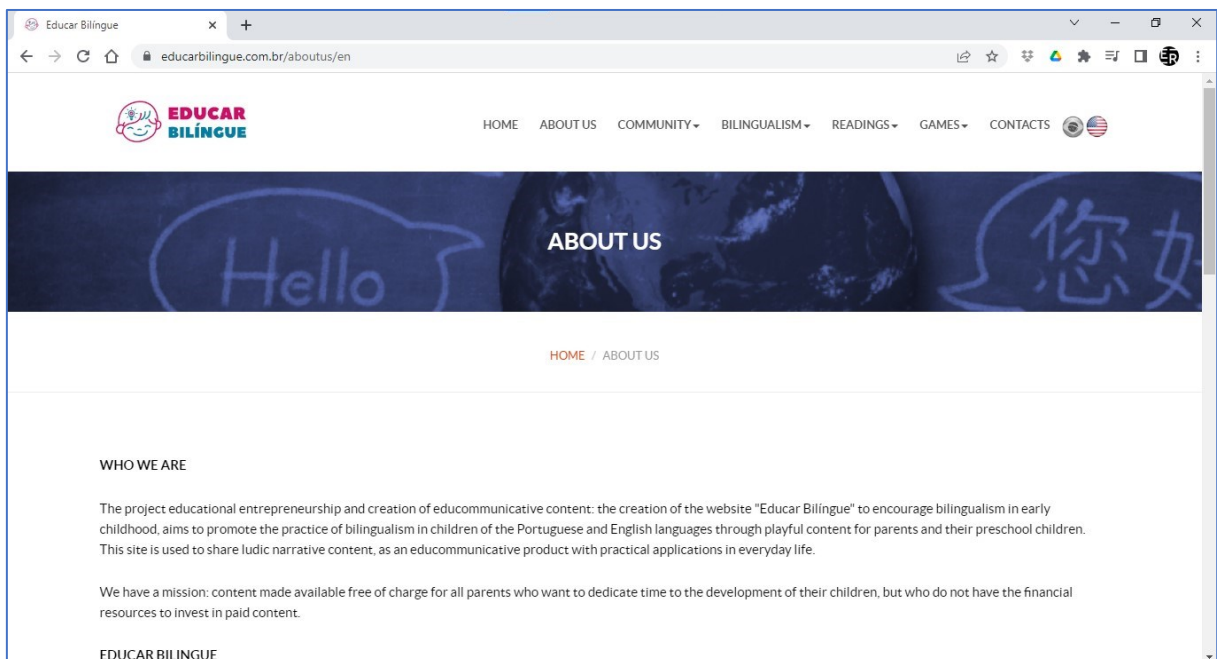 Educar Bilíngue
educarbilingue.com.br/aboutus/en
EDUCAR
BILÍNGUE
HOME ABOUT US COMMUNITY BILINGUALISM READINGS GAMES CONTACTS
Hello
ABOUT US
您好
HOME / ABOUT US
WHO WE ARE
The project educational entrepreneurship and creation of educommunicative content: the creation of the website "Educar Bilíngue" to encourage bilingualism in early
childhood, aims to promote the practice of bilingualism in children of the Portuguese and English languages through playful content for parents and their preschool children.
This site is used to share ludic narrative content, as an educommunicative product with practical applications in everyday life.
We have a mission: content made available free of charge for all parents who want to dedicate time to the development of their children, but who do not have the financial
resources to invest in paid content.
EDUCAR BILINGUE